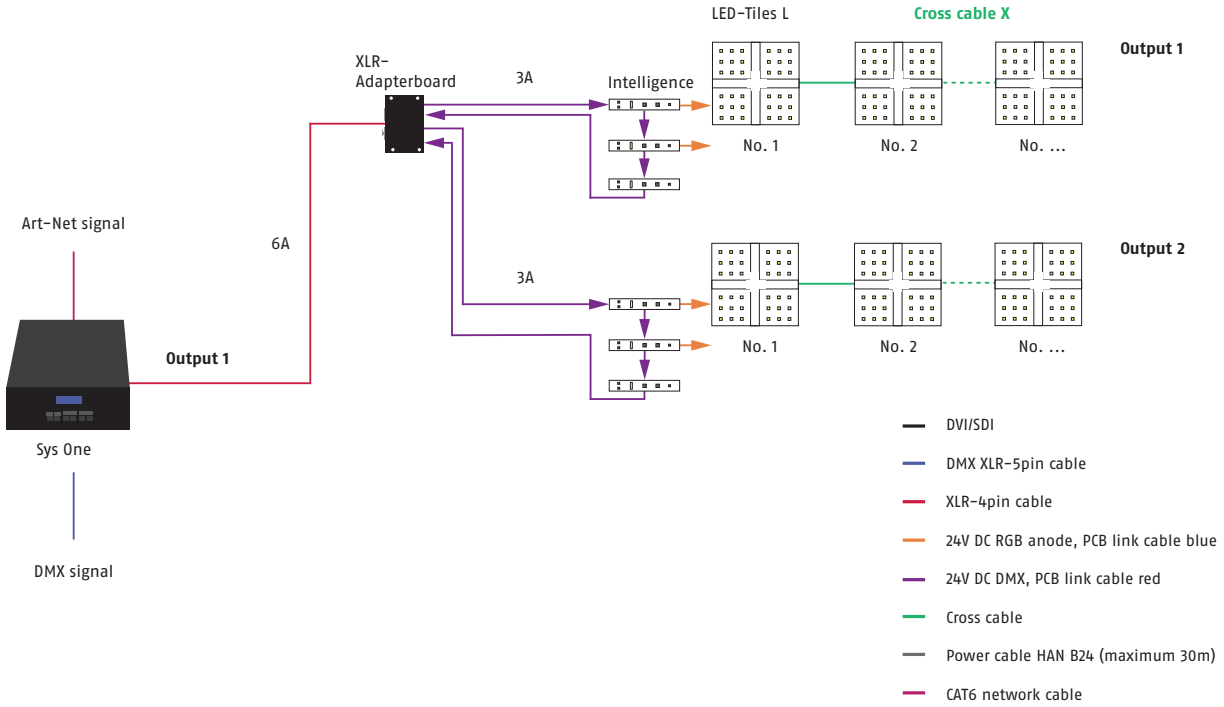 LED-Tiles L
Cross cable X
Output 1
XLR-
Adapterboard
3A
Intelligence
No. 1
No. 2
No. ...
Art-Net signal
6A
Output 2
3A
Output 1
No. 1
No. 2
No. ...
Sys One
DMX signal
DVI/SDI
DMX XLR-5pin cable
XLR-4pin cable
24V DC RGB anode, PCB link cable blue
24V DC DMX, PCB link cable red
Cross cable
Power cable HAN B24 (maximum 30m)
CAT6 network cable